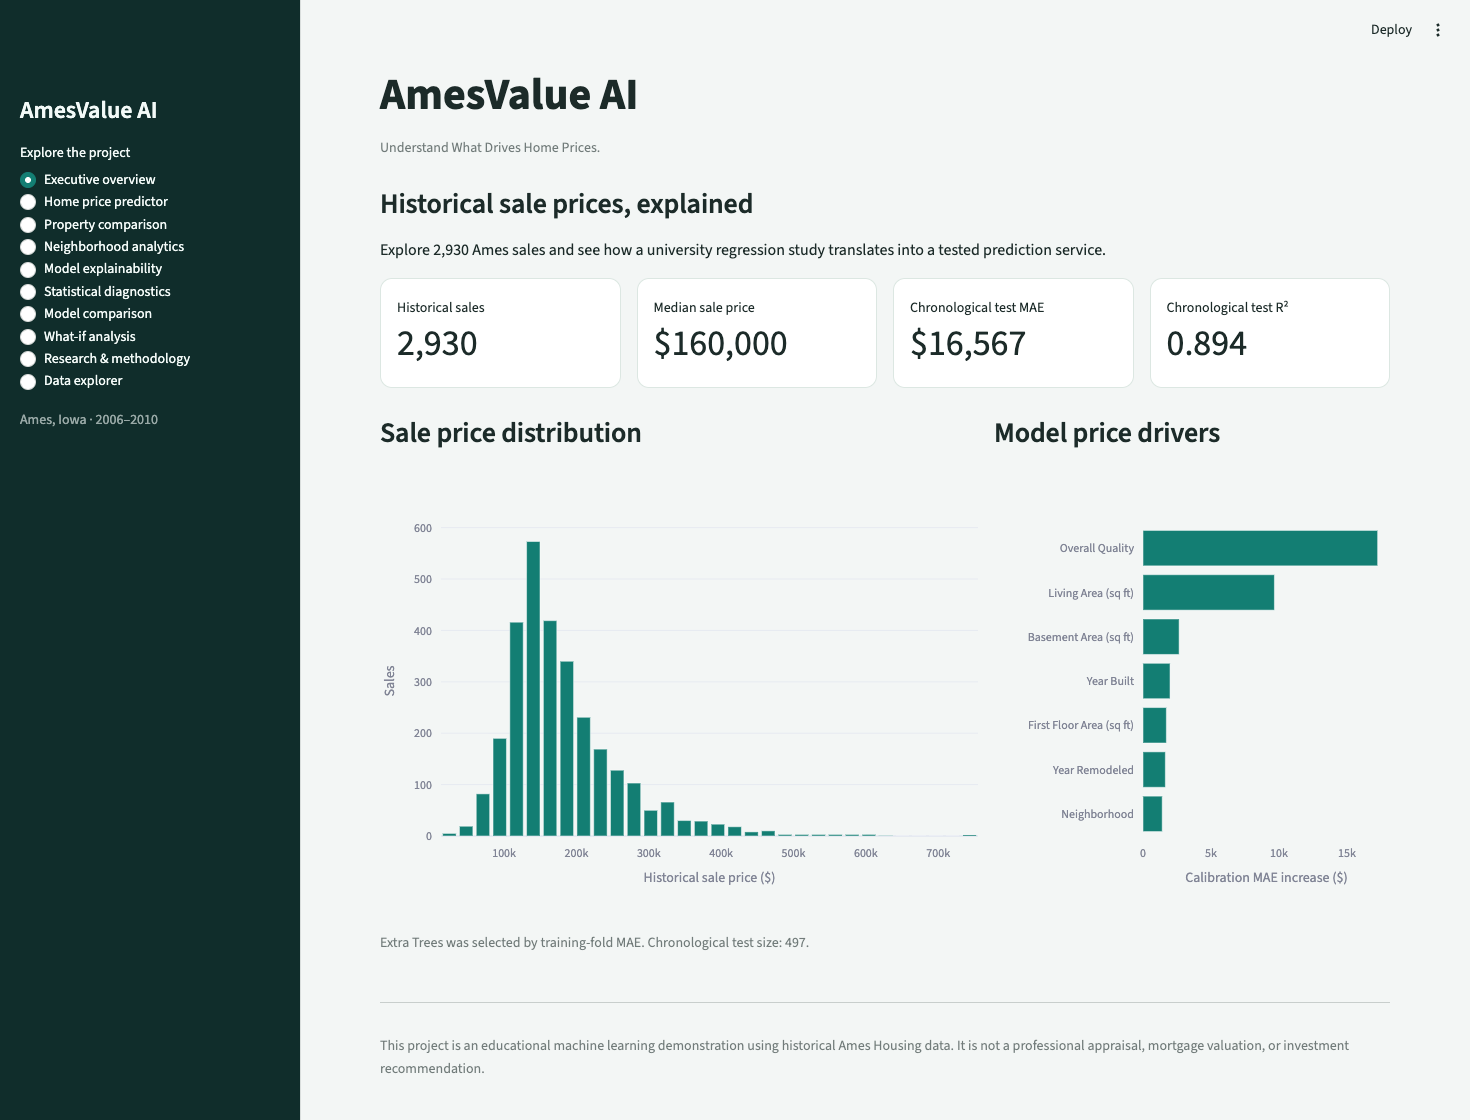 Deploy
AmesValue AI
Explore the project
Executive overview
Home price predictor
Property comparison
Neighborhood analytics
Model explainability
Statistical diagnostics
Model comparison
What-if analysis
Research & methodology
Data explorer
Ames, Iowa · 2006–2010
AmesValue AI
Understand What Drives Home Prices.
Historical sale prices, explained
Explore 2,930 Ames sales and see how a university regression study translates into a tested prediction service.
Historical sales
2,930
Median sale price
$160,000
Chronological test MAE
$16,567
Chronological test R²
0.894
Sale price distribution
600
500
400
300
200
100
0
Sales
100k 200k 300k 400k 500k 600k 700k
Historical sale price ($)
Model price drivers
Overall Quality
Living Area (sq ft)
Basement Area (sq ft)
Year Built
First Floor Area (sq ft)
Year Remodeled
Neighborhood
0 5k 10k 15k
Calibration MAE increase ($)
Extra Trees was selected by training-fold MAE. Chronological test size: 497.
This project is an educational machine learning demonstration using historical Ames Housing data. It is not a professional appraisal, mortgage valuation, or investment
recommendation.